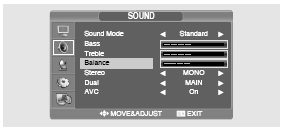 SOUND
Sound Mode ◀ Standard ▶
Bass
Treble
Balance
Stereo ◀ MONO ▶
Dual ◀ MAIN ▶
AVC ◀ On ▶
MOVE&ADJUST EXIT